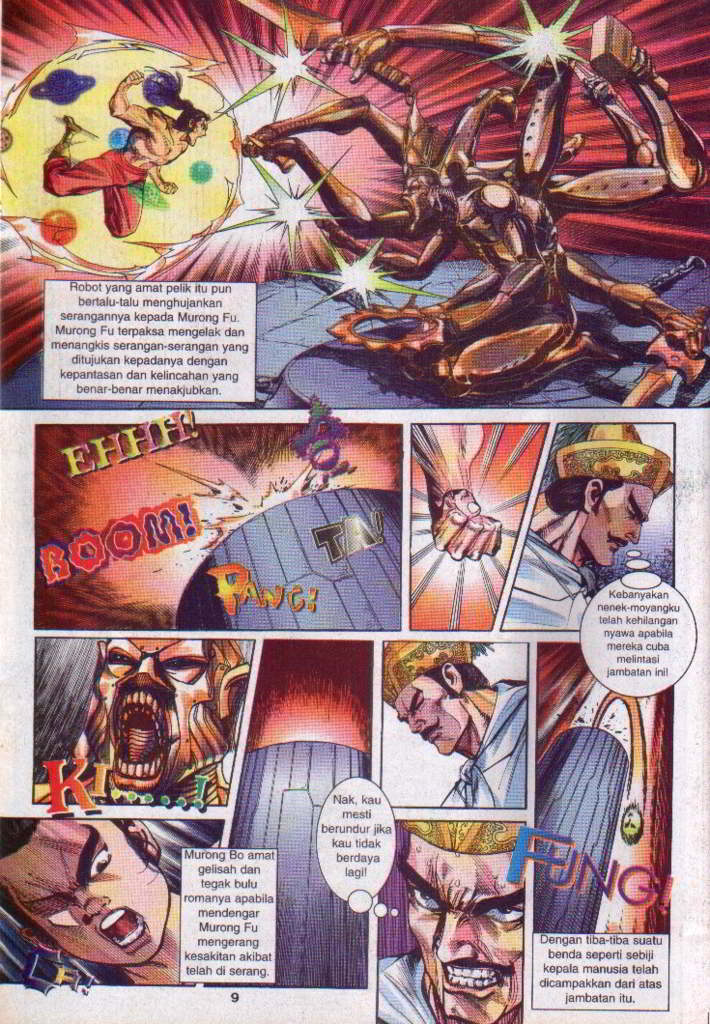 Robot yang amat pelik itu pun
bertalu-talu menghujankan
serangannya kepada Murong Fu.
Murong Fu terpaksa mengelak dan
menangkis serangan-serangan yang
ditujukan kepadanya dengan
kepantasan dan kelincahan yang
benar-benar menakjubkan.
EHHH!
BOOM!
TA!
PANG!
Kebanyakan
nenek-moyangku
telah kehilangan
nyawa apabila
mereka cuba
melintasi
jambatan ini!
KI......!
Nak, kau
mesti
berundur jika
kau tidak
berdaya
lagi!
FUNG!
Murong Bo amat
gelisah dan
tegak bulu
romanya apabila
mendengar
Murong Fu
mengerang
kesakitan akibat
telah di serang.
Dengan tiba-tiba suatu
benda seperti sebiji
kepala manusia telah
dicampakkan dari atas
jambatan itu.
9